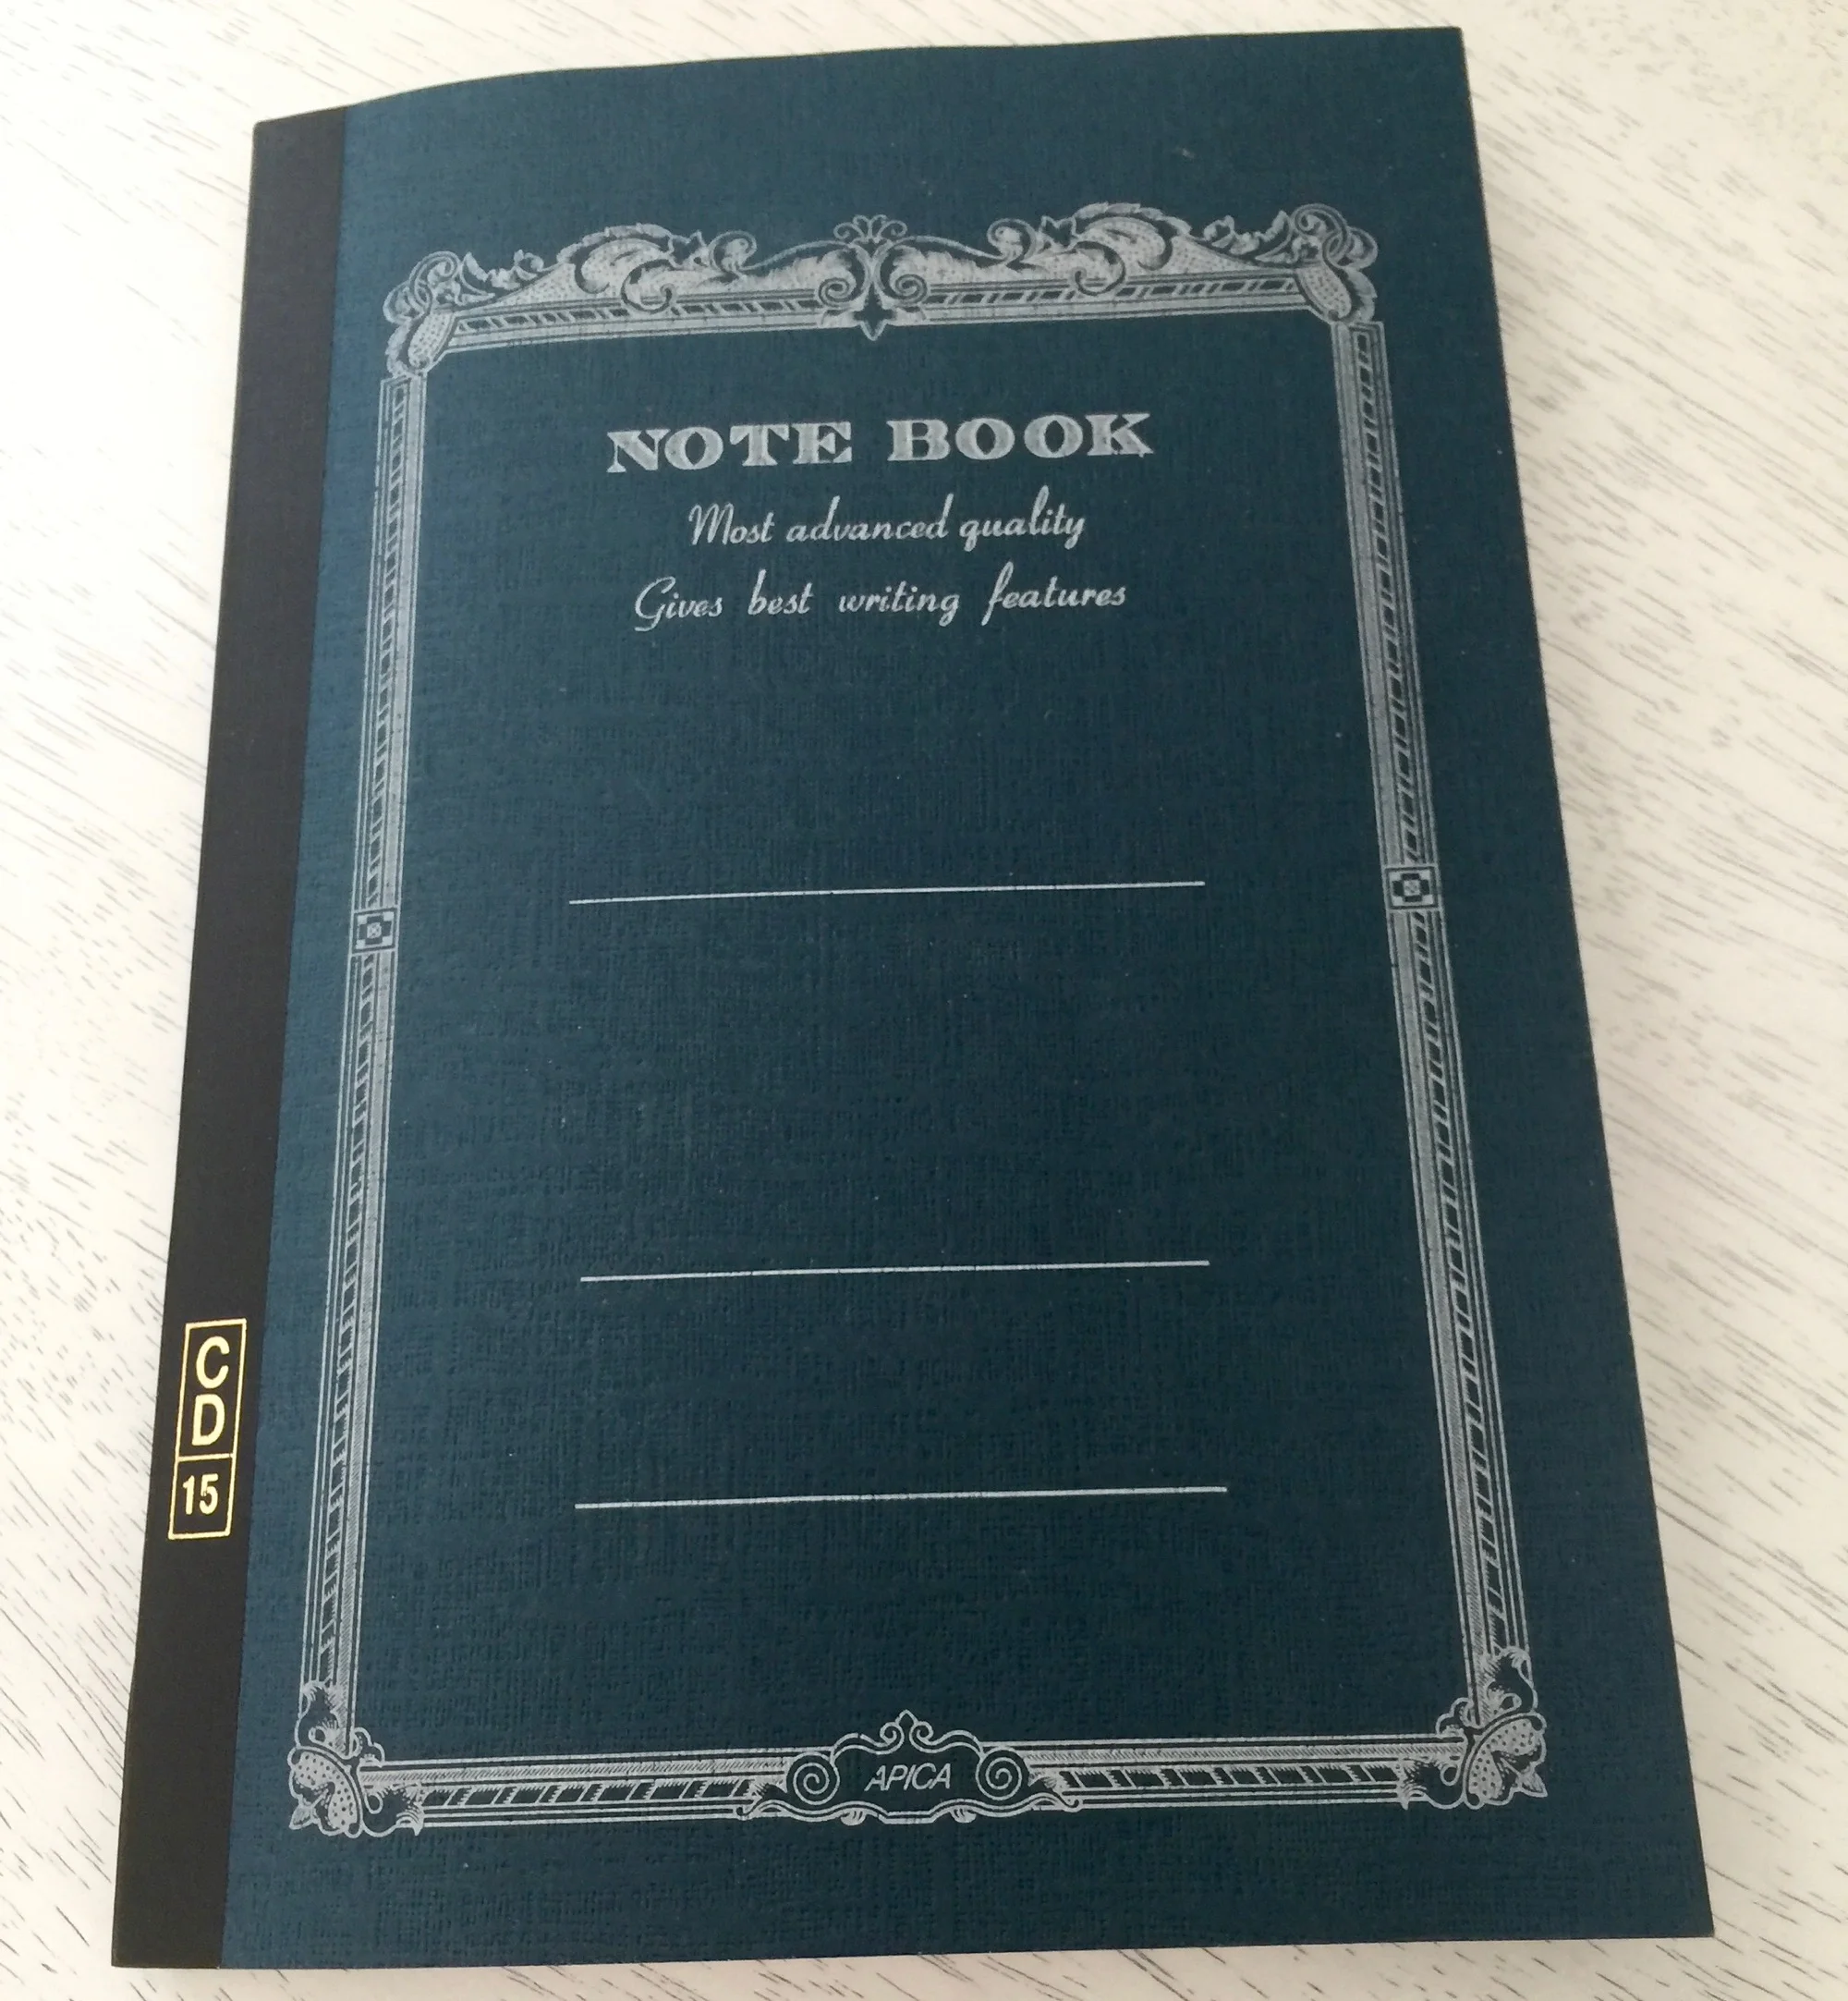 NOTE BOOK
Most advanced quality
Gives best writing features
C
D
15
APICA